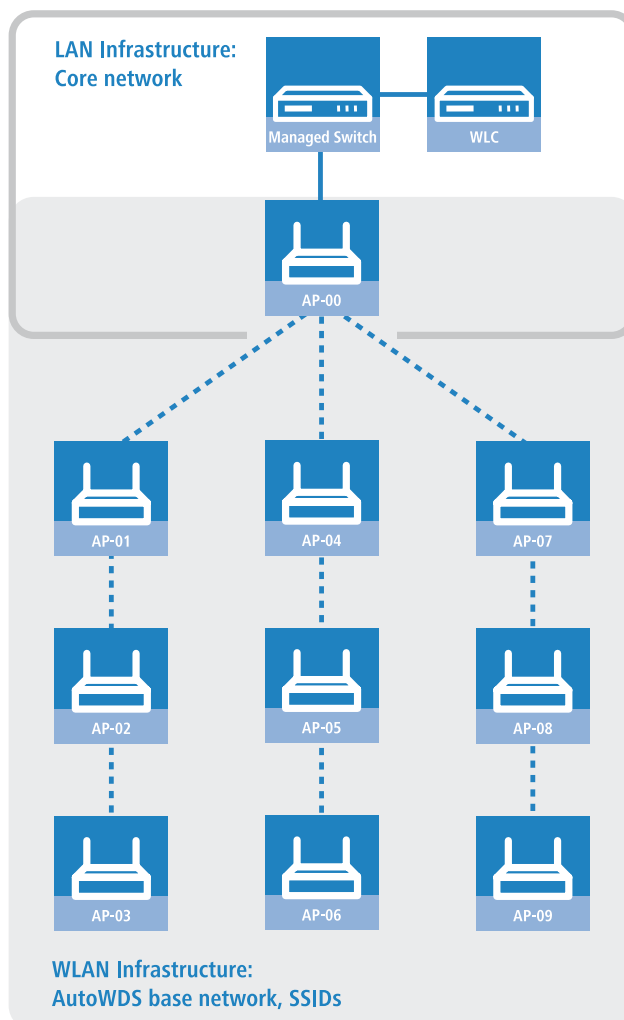 LAN Infrastructure:
Core network
Managed Switch
WLC
AP-00
AP-01
AP-04
AP-07
AP-02
AP-05
AP-08
AP-03
AP-06
AP-09
WLAN Infrastructure:
AutoWDS base network, SSIDs